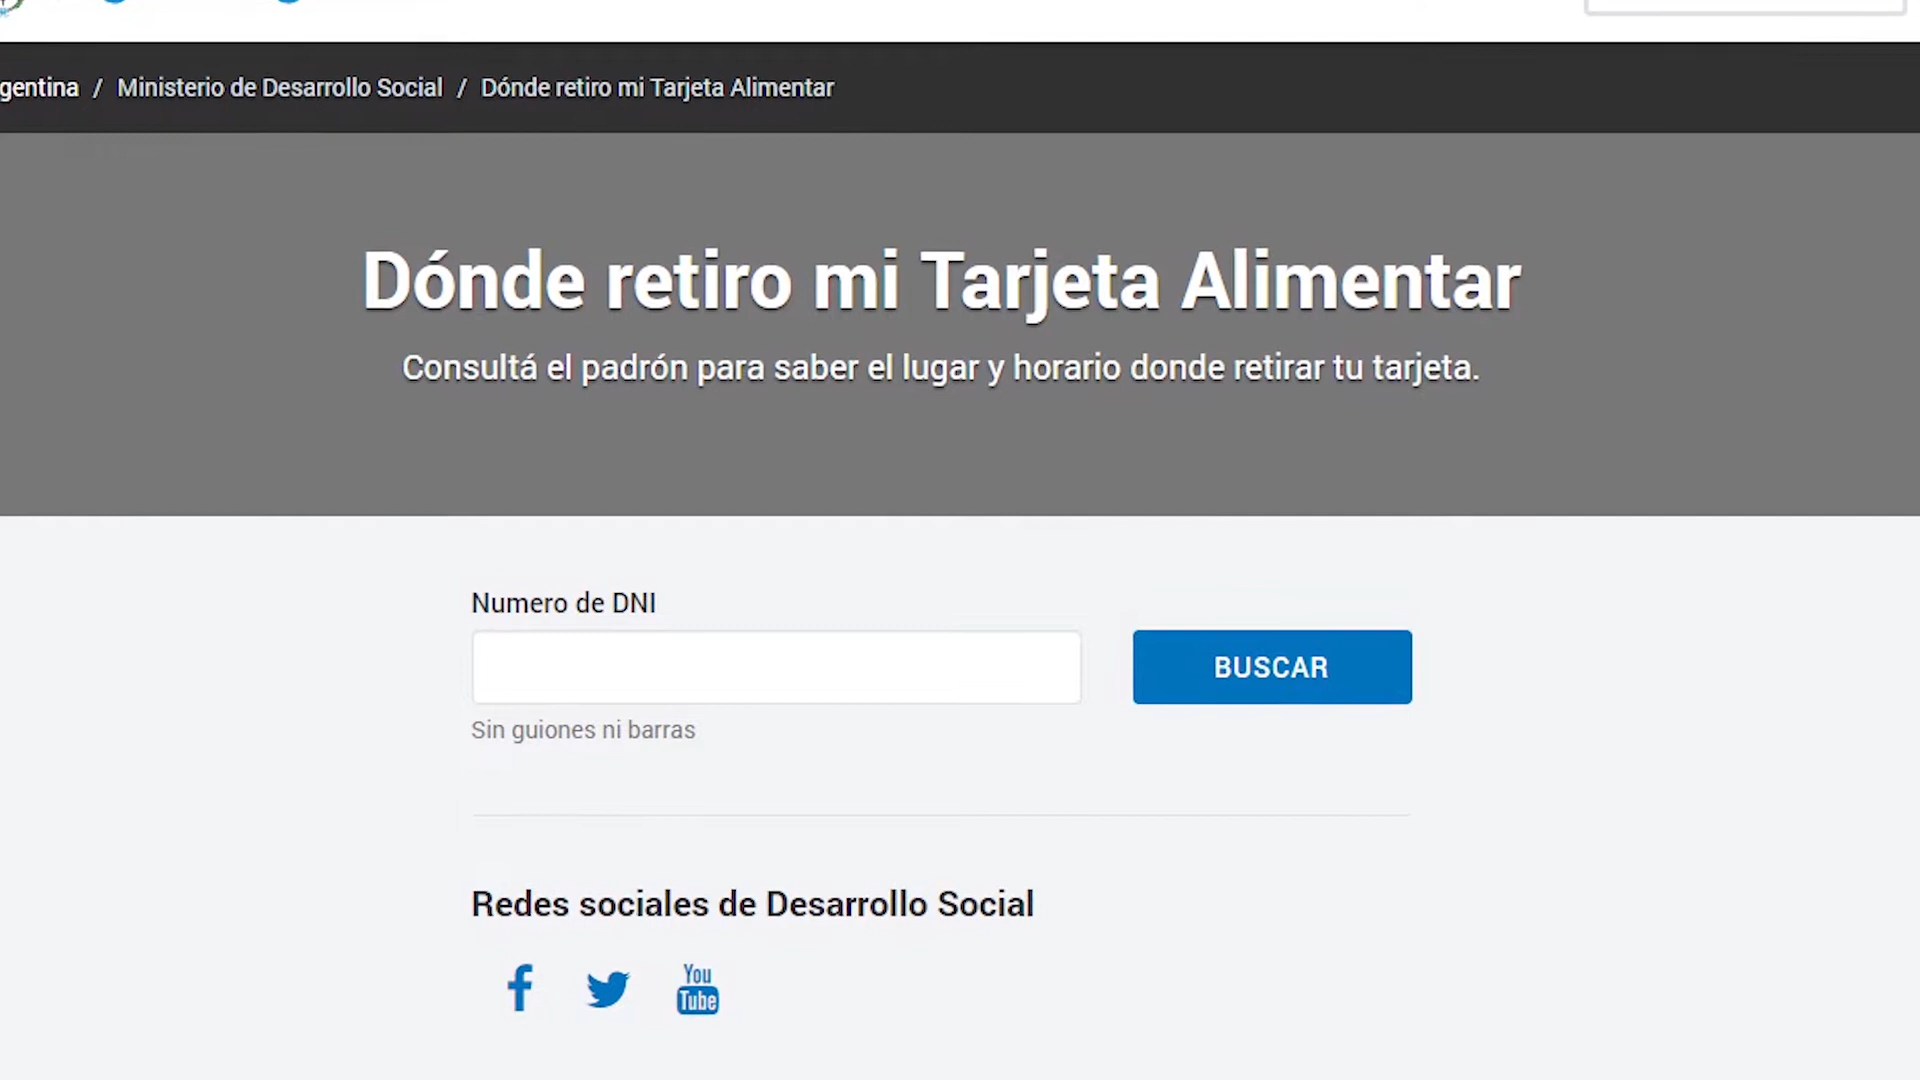 gentina / Ministerio de Desarrollo Social / Dónde retiro mi Tarjeta Alimentar
Dónde retiro mi Tarjeta Alimentar
Consultá el padrón para saber el lugar y horario donde retirar tu tarjeta.
Numero de DNI
BUSCAR
Sin guiones ni barras
Redes sociales de Desarrollo Social
You
Tube